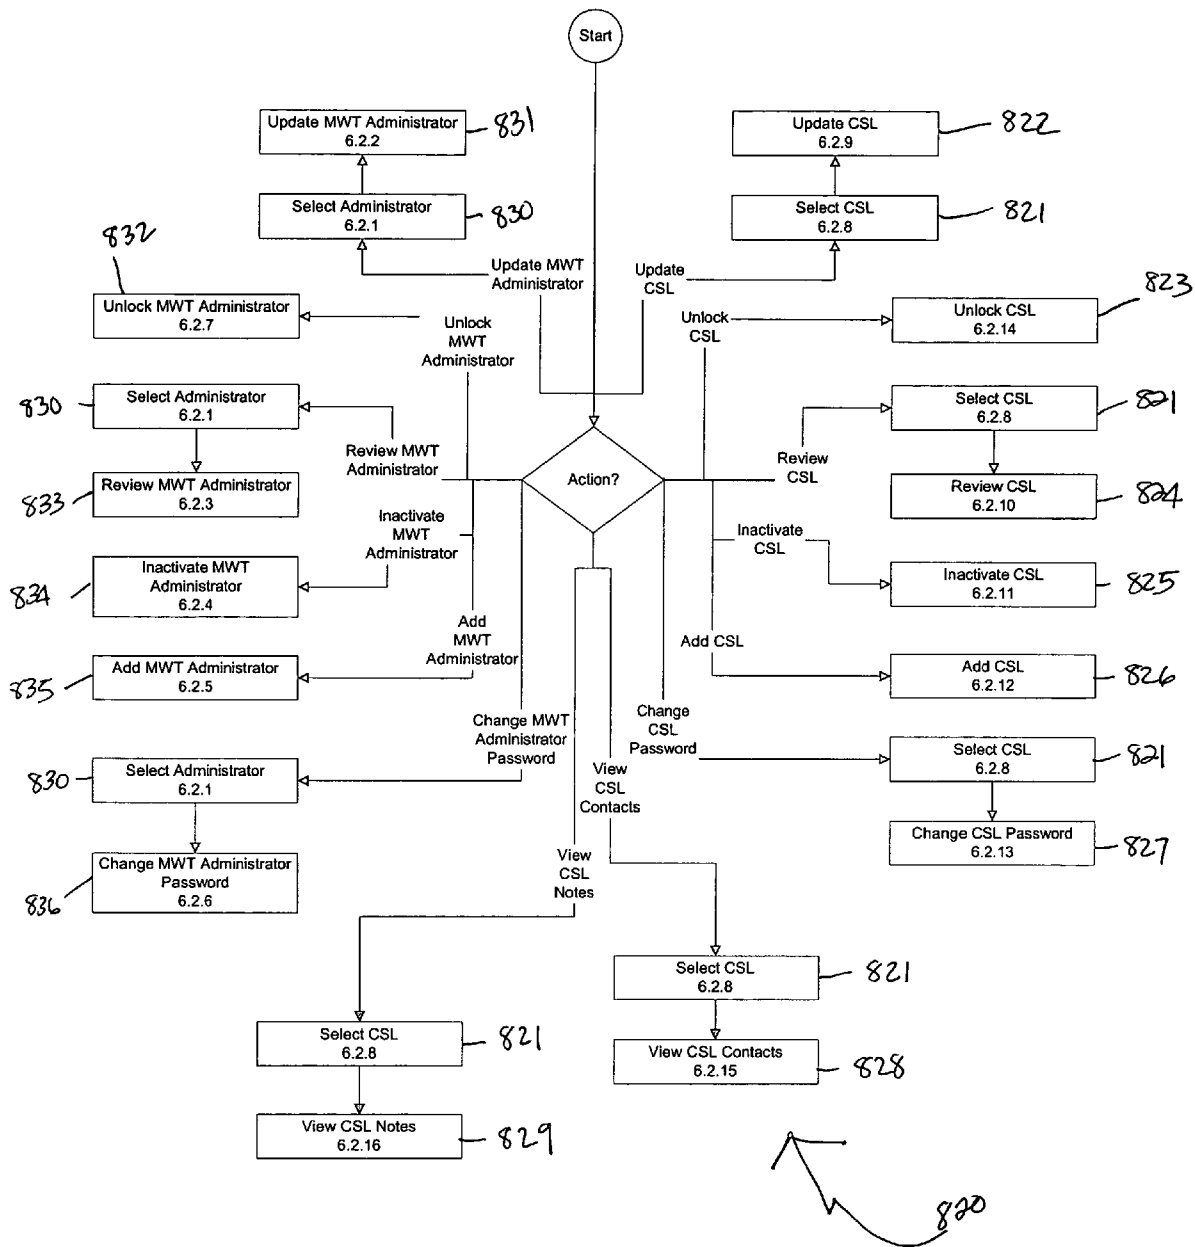 Start
Update MWT Administrator
6.2.2
831
Update CSL
6.2.9
822
Select Administrator
6.2.1
830
Select CSL
6.2.8
821
832
Update MWT
Administrator
Update
CSL
Unlock MWT Administrator
6.2.7
Unlock
MWT
Administrator
Unlock
CSL
Unlock CSL
6.2.14
823
830
Select Administrator
6.2.1
Select CSL
6.2.8
821
Review MWT
Administrator
Action?
Review
CSL
833
Review MWT Administrator
6.2.3
Review CSL
6.2.10
824
Inactivate
MWT
Administrator
Inactivate
CSL
834
Inactivate MWT
Administrator
6.2.4
Inactivate CSL
6.2.11
825
Add
MWT
Administrator
Add CSL
835
Add MWT Administrator
6.2.5
Add CSL
6.2.12
826
Change MWT
Administrator
Password
Change
CSL
Password
830
Select Administrator
6.2.1
View
CSL
Contacts
Select CSL
6.2.8
821
Change CSL Password
6.2.13
827
836
Change MWT Administrator
Password
6.2.6
View
CSL
Notes
Select CSL
6.2.8
821
Select CSL
6.2.8
821
View CSL Contacts
6.2.15
828
View CSL Notes
6.2.16
829
820